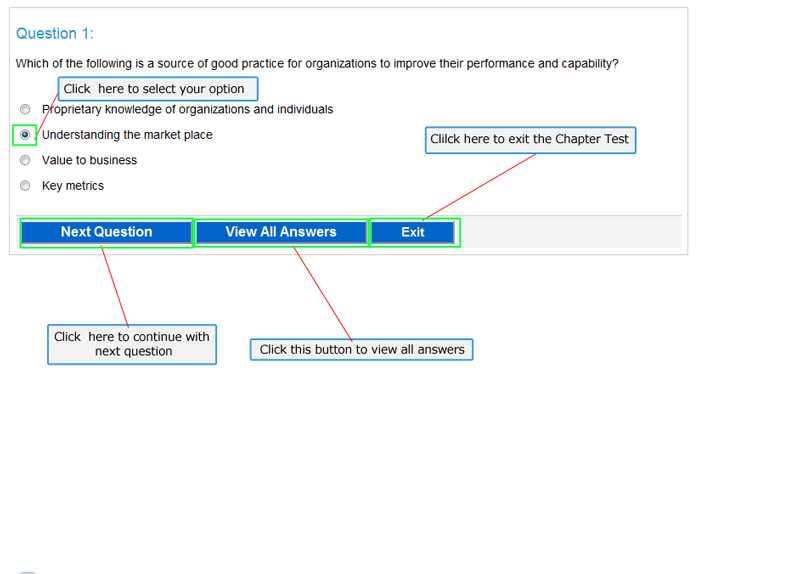 Question 1:
Which of the following is a source of good practice for organizations to improve their performance and capability?
Click here to select your option
Proprietary knowledge of organizations and individuals
Understanding the market place
Clilck here to exit the Chapter Test
Value to business
Key metrics
Next Question
View All Answers
Exit
Click here to continue with
next question
Click this button to view all answers